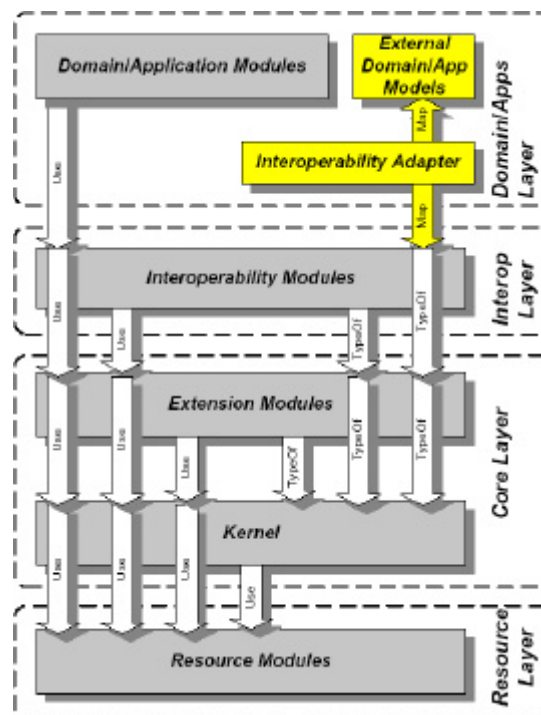 Domain/Application Modules
External
Domain/App
Models
Domain/Apps
Layer
Map
Use
Interoperability Adapter
Map
Interoperability Modules
Interop
Layer
Use
Use
TypeOf
TypeOf
Extension Modules
Core Layer
Use
Use
Use
TypeOf
TypeOf
TypeOf
Kernel
Use
Use
Use
Use
Resource Modules
Resource
Layer